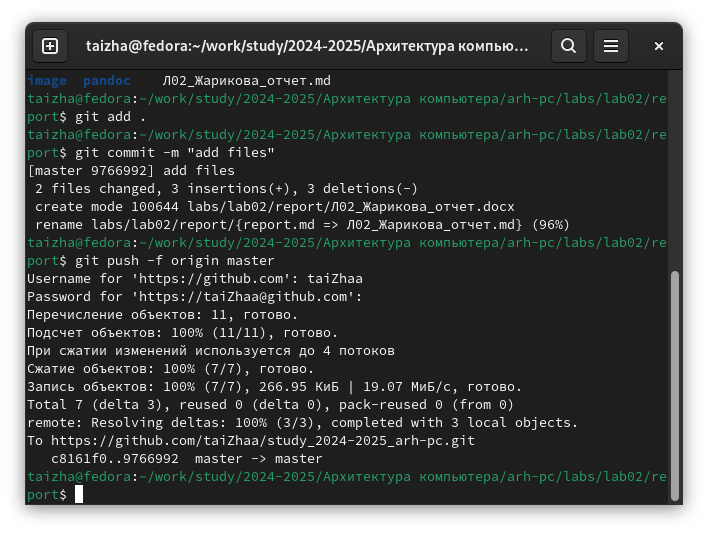 taizha@fedora:~/work/study/2024-2025/Архитектура компью...
image  pandoc    Л02_Жарикова_отчет.md
taizha@fedora:~/work/study/2024-2025/Архитектура компьютера/arh-pc/labs/lab02/re
port$ git add .
taizha@fedora:~/work/study/2024-2025/Архитектура компьютера/arh-pc/labs/lab02/re
port$ git commit -m "add files"
[master 9766992] add files
 2 files changed, 3 insertions(+), 3 deletions(-)
 create mode 100644 labs/lab02/report/Л02_Жарикова_отчет.docx
 rename labs/lab02/report/{report.md => Л02_Жарикова_отчет.md} (96%)
taizha@fedora:~/work/study/2024-2025/Архитектура компьютера/arh-pc/labs/lab02/re
port$ git push -f origin master
Username for 'https://github.com': taiZhaa
Password for 'https://taiZhaa@github.com':
Перечисление объектов: 11, готово.
Подсчет объектов: 100% (11/11), готово.
При сжатии изменений используется до 4 потоков
Сжатие объектов: 100% (7/7), готово.
Запись объектов: 100% (7/7), 266.95 КиБ | 19.07 МиБ/с, готово.
Total 7 (delta 3), reused 0 (delta 0), pack-reused 0 (from 0)
remote: Resolving deltas: 100% (3/3), completed with 3 local objects.
To https://github.com/taiZhaa/study_2024-2025_arh-pc.git
   c8161f0..9766992  master -> master
taizha@fedora:~/work/study/2024-2025/Архитектура компьютера/arh-pc/labs/lab02/re
port$